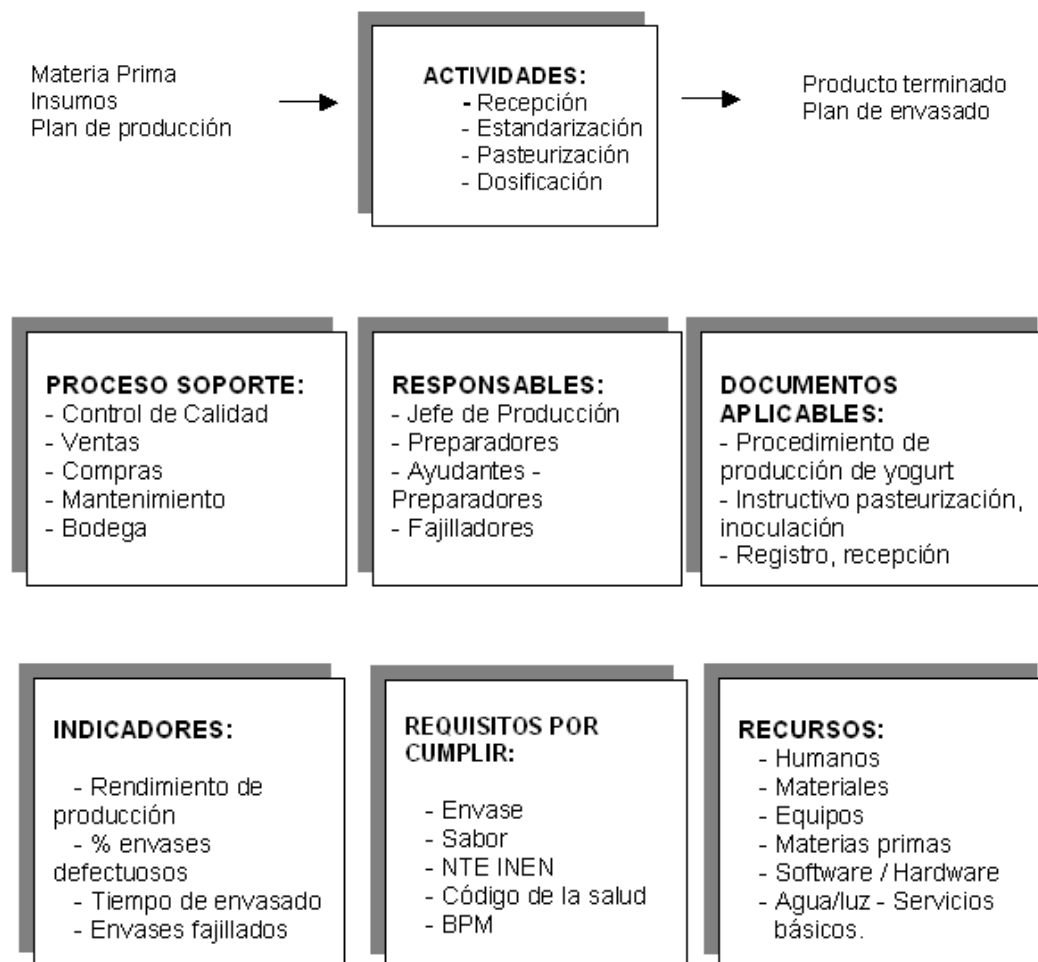 Materia Prima
Insumos
Plan de producción
ACTIVIDADES:
- Recepción
- Estandarización
- Pasteurización
- Dosificación
Producto terminado
Plan de envasado
PROCESO SOPORTE:
- Control de Calidad
- Ventas
- Compras
- Mantenimiento
- Bodega
RESPONSABLES:
- Jefe de Producción
- Preparadores
- Ayudantes -
Preparadores
- Fajilladores
DOCUMENTOS
APLICABLES:
- Procedimiento de
producción de yogurt
- Instructivo pasteurización,
inoculación
- Registro, recepción
INDICADORES:
- Rendimiento de
producción
- % envases
defectuosos
- Tiempo de envasado
- Envases fajillados
REQUISITOS POR
CUMPLIR:
- Envase
- Sabor
- NTE INEN
- Código de la salud
- BPM
RECURSOS:
- Humanos
- Materiales
- Equipos
- Materias primas
- Software / Hardware
- Agua/luz - Servicios
básicos.